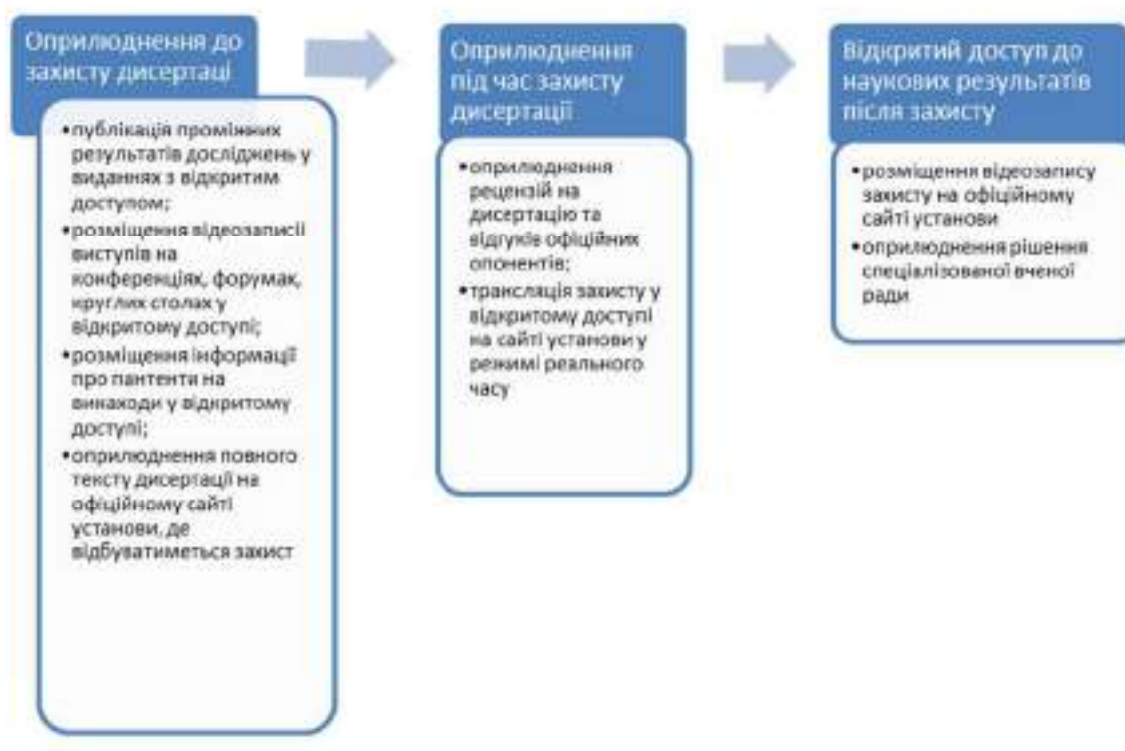 Оприлюднення до
захисту дисертаці
•публікація проміжних
результатів досліджень у
виданнях з відкритим
доступом;
•розміщення відеозаписії
виступів на
конференціях, форумак,
круглих столах у
відкритому доступі;
•розміщення інформації
про пантенти на
винаходи у відкритому
доступі;
•оприлюднення повного
тексту дисертації на
офіційному сайті
установи, де
відбуватиметься захист
Оприлюднення
під час захисту
дисертації
•оприлюднення
рецензій на
дисертацію та
відгуків офіційних
опонентів;
•трансляція захисту у
відкритому доступі
на сайті установи у
режимі реального
часу
Відкритий доступ до
наукових результатів
після захисту
•розміщення відеозапису
захисту на офіційному
сайті установи
•оприлюднення рішення
спеціалізованої вченої
ради